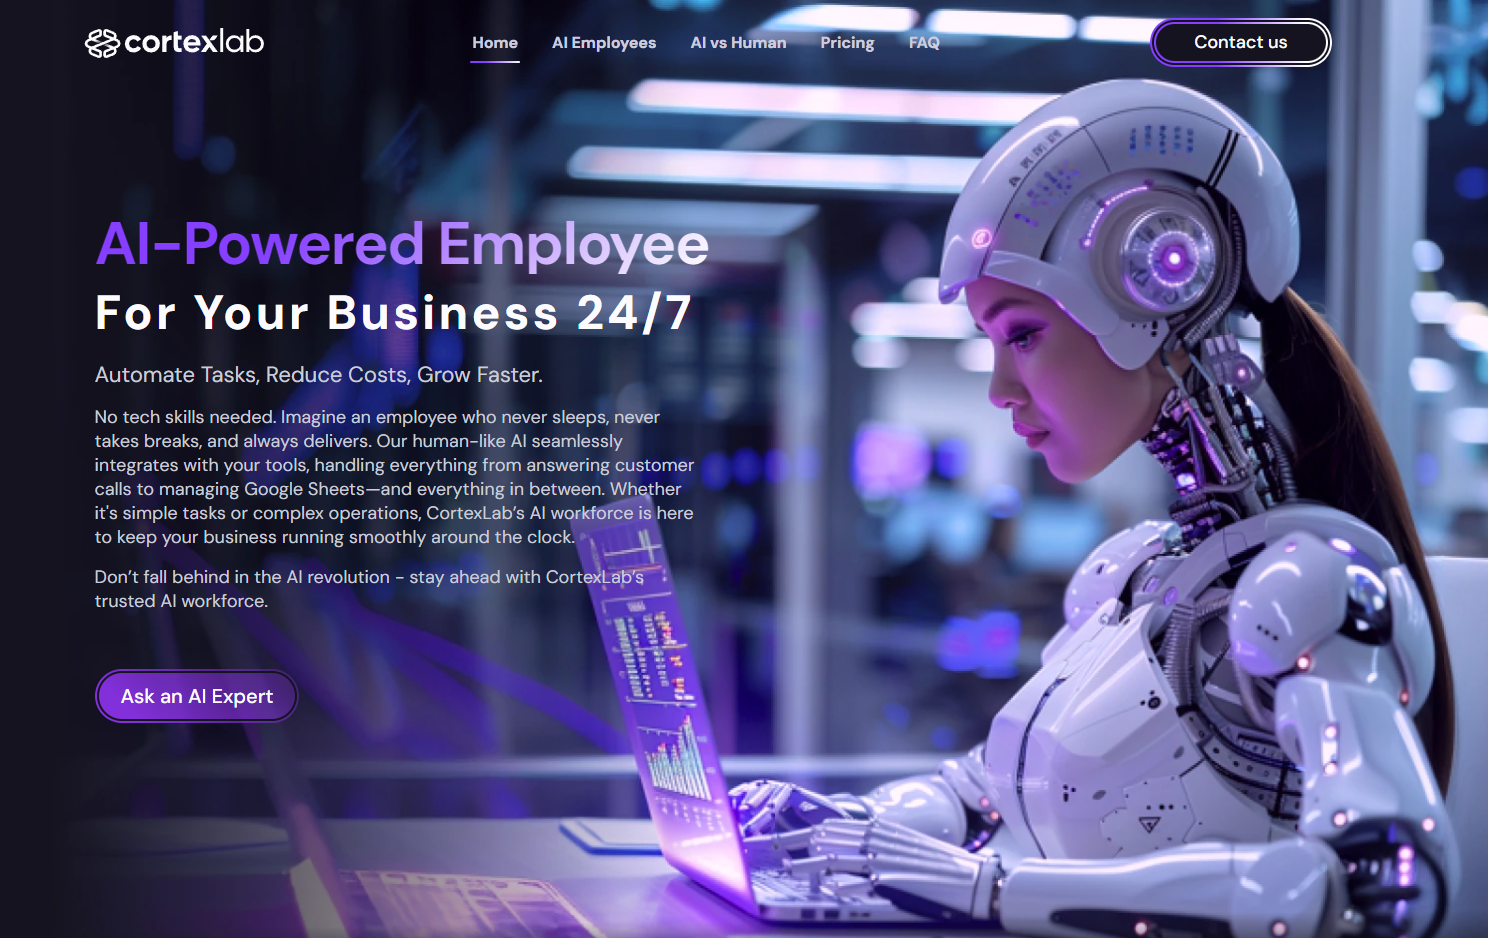 cortexlab
Home AI Employees AI vs Human Pricing FAQ
Contact us
AI-Powered Employee
For Your Business 24/7
Automate Tasks, Reduce Costs, Grow Faster.
No tech skills needed. Imagine an employee who never sleeps, never
takes breaks, and always delivers. Our human-like AI seamlessly
integrates with your tools, handling everything from answering customer
calls to managing Google Sheets—and everything in between. Whether
it's simple tasks or complex operations, CortexLab's AI workforce is here
to keep your business running smoothly around the clock.
Don't fall behind in the AI revolution - stay ahead with CortexLab's
trusted AI workforce.
Ask an AI Expert